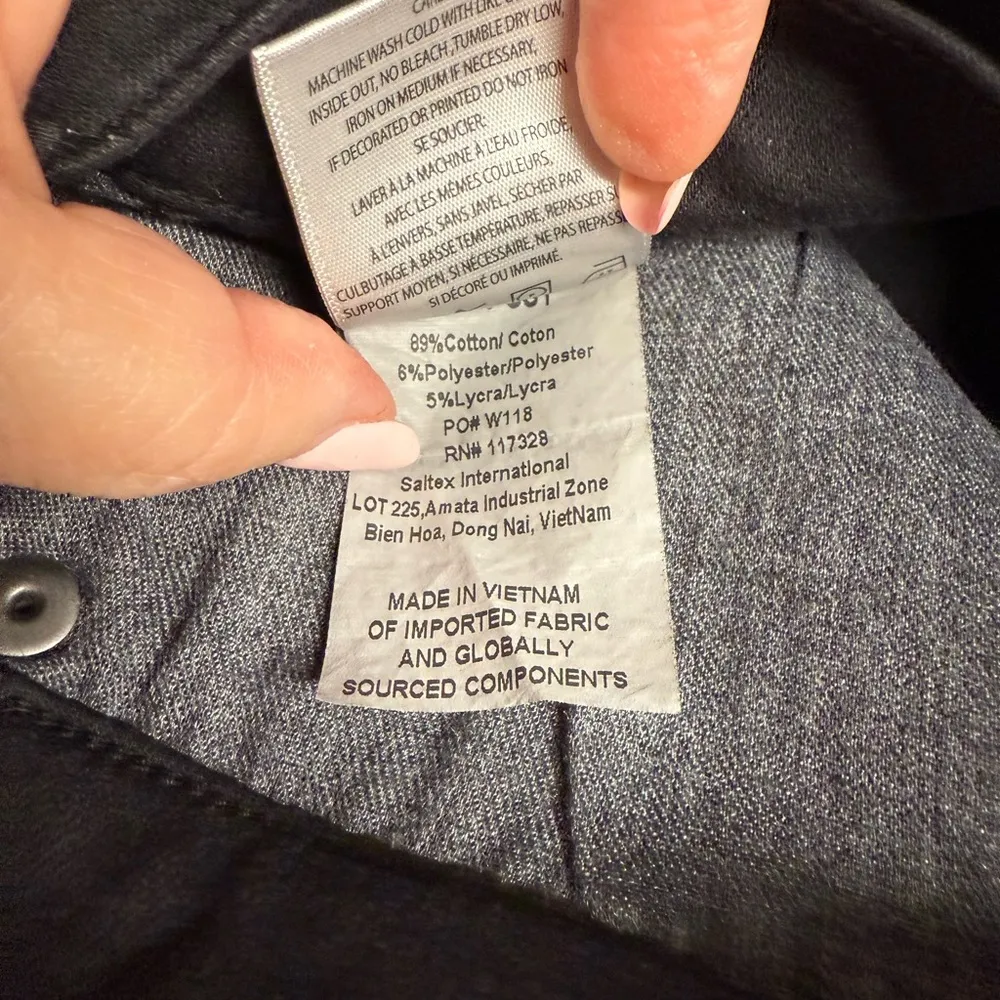 MACHINE WASH COLD WITH LIKE
INSIDE OUT, NO BLEACH ,TUMBLE DRY LOW,
IRON ON MEDIUM IF NECESSARY,
IF DECORATED OR PRINTED DO NOT IRON
SE SOUCIER:
LAVER À LA MACHINE À L'EAU FROIDE,
AVEC LES MÊMES COULEURS,
A L'ENVERS, SANS JAVEL, SÉCHER PAR
CULBUTAGE À BASSE TEMPÉRATURE, REPASSER
SUPPORT MOYEN, SI NÉCESSAIRE, NE PAS REPASS
SI DÉCORÉ OU IMPRIMÉ.
89%Cotton/ Coton
6%Polyester/Polyester
5%Lycra/Lycra
PO# W118
RN# 117328
Saltex International
LOT 225,Amata Industrial Zone
Bien Hoa, Dong Nai, VietNam
MADE IN VIETNAM
OF IMPORTED FABRIC
AND GLOBALLY
SOURCED COMPONENTS